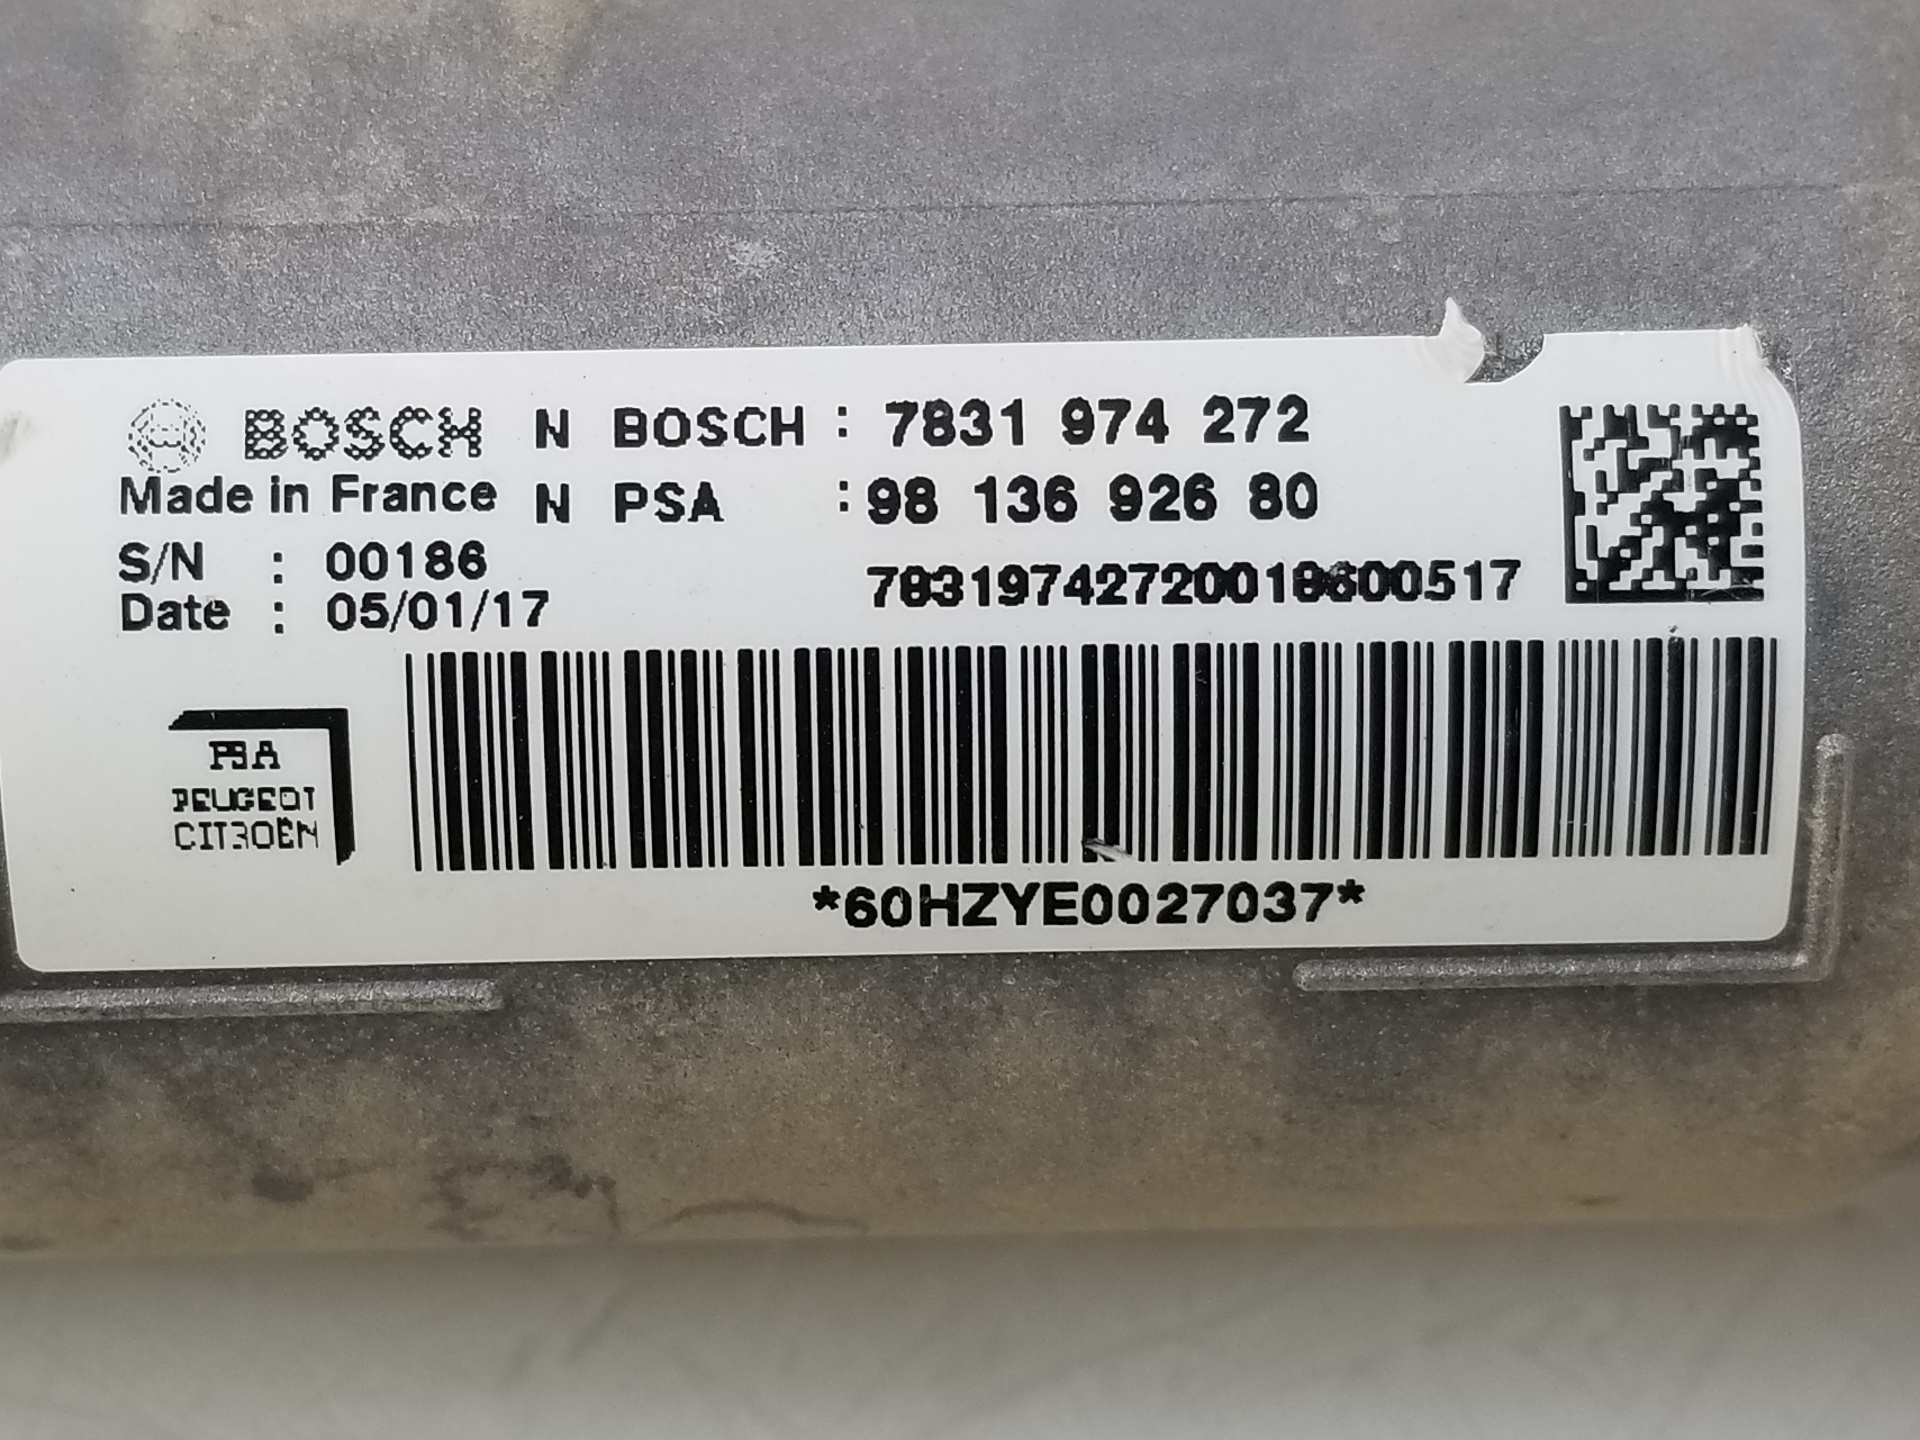 BOSCH N BOSCH : 7831 974 272
Made in France N PSA : 98 136 926 80
S/N : 00186
78319742720018600517
Date : 05/01/17
PSA
PEUGEOT
CITROËN
*60HZYE0027037*